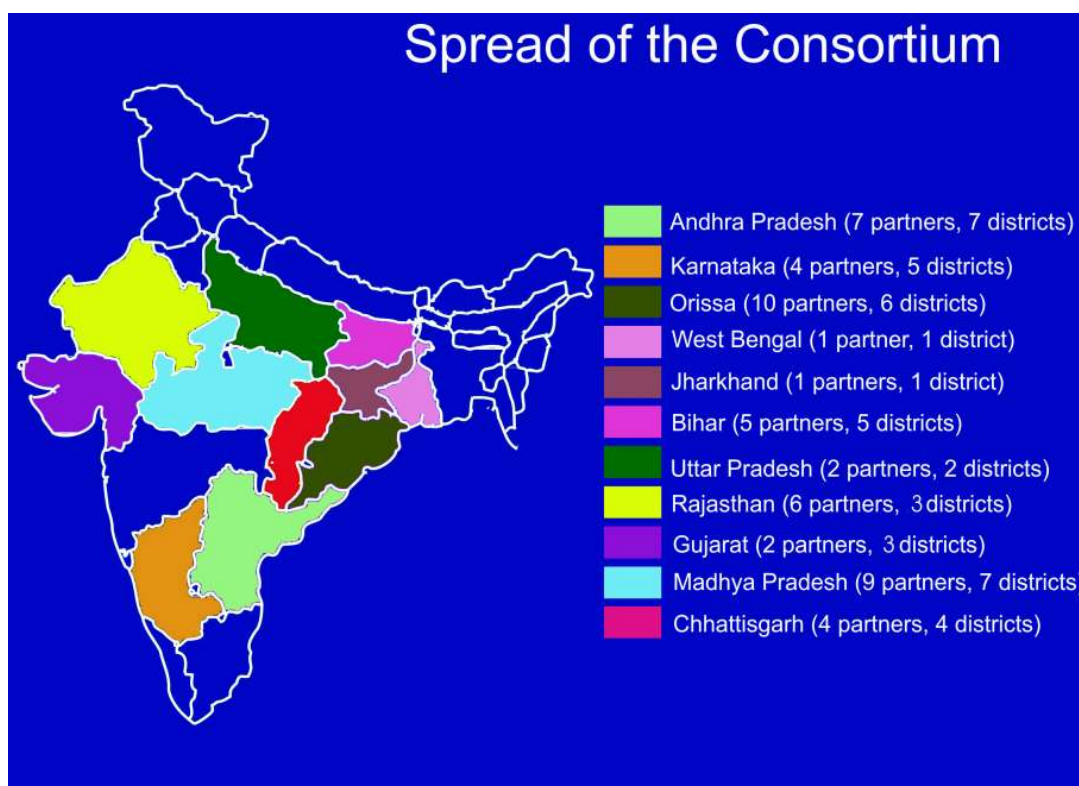 Spread of the Consortium
Andhra Pradesh (7 partners, 7 districts)
Karnataka (4 partners, 5 districts)
Orissa (10 partners, 6 districts)
West Bengal (1 partner, 1 district)
Jharkhand (1 partners, 1 district)
Bihar (5 partners, 5 districts)
Uttar Pradesh (2 partners, 2 districts)
Rajasthan (6 partners, 3 districts)
Gujarat (2 partners, 3 districts)
Madhya Pradesh (9 partners, 7 districts)
Chhattisgarh (4 partners, 4 districts)